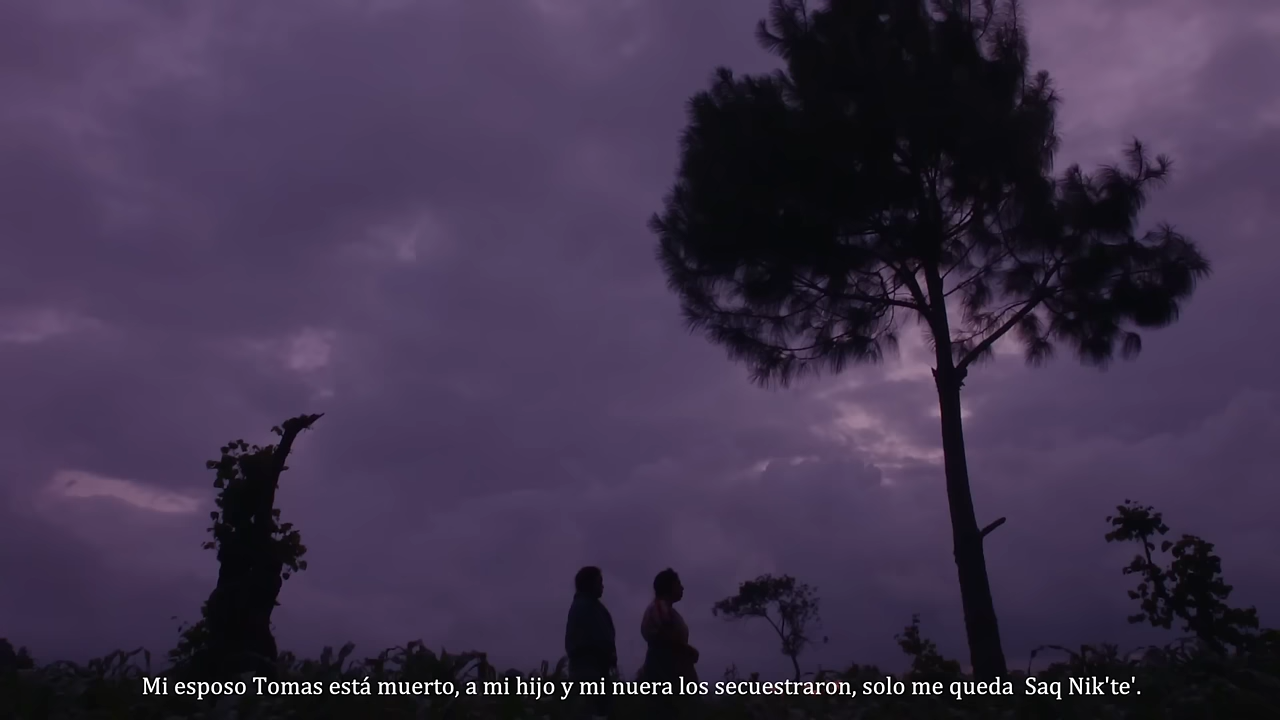 Mi esposo Tomas está muerto, a mi hijo y mi nuera los secuestraron, solo me queda  Saq Nik'te'.